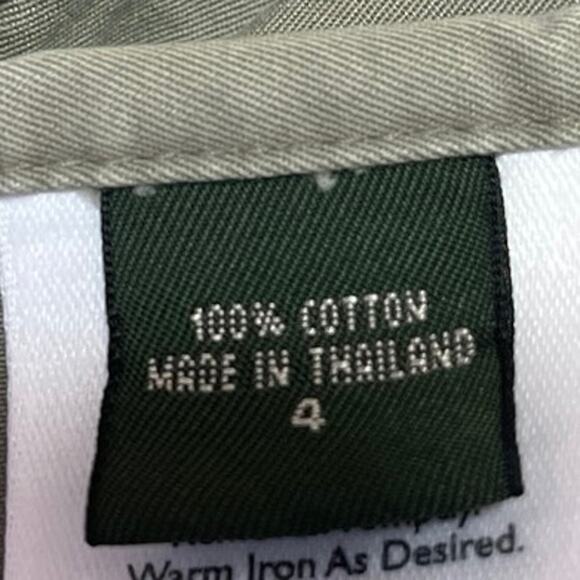 100% COTTON
MADE IN THAILAND
4
Warm Iron As Desired.